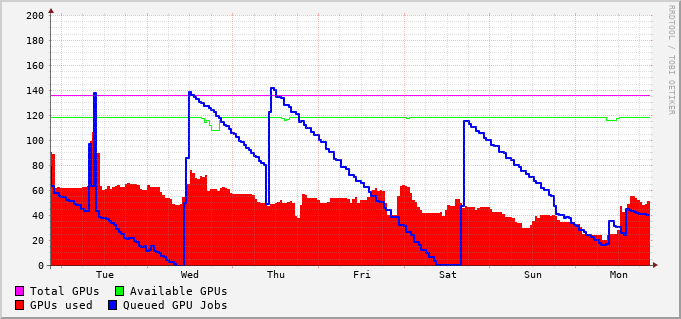 200
180
160
140
120
100
80
60
40
20
0
Tue Wed Thu Fri Sat Sun Mon
Total GPUs Available GPUs
GPUs used Queued GPU Jobs
RRDTOOL / TOBI OETIKER